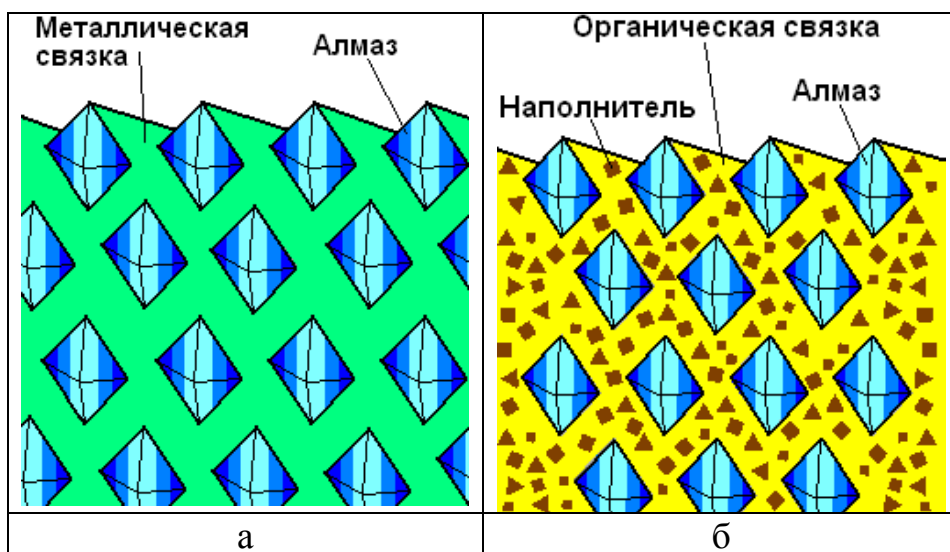 Металлическая
связка
Алмаз
Органическая связка
Наполнитель
Алмаз
а
б